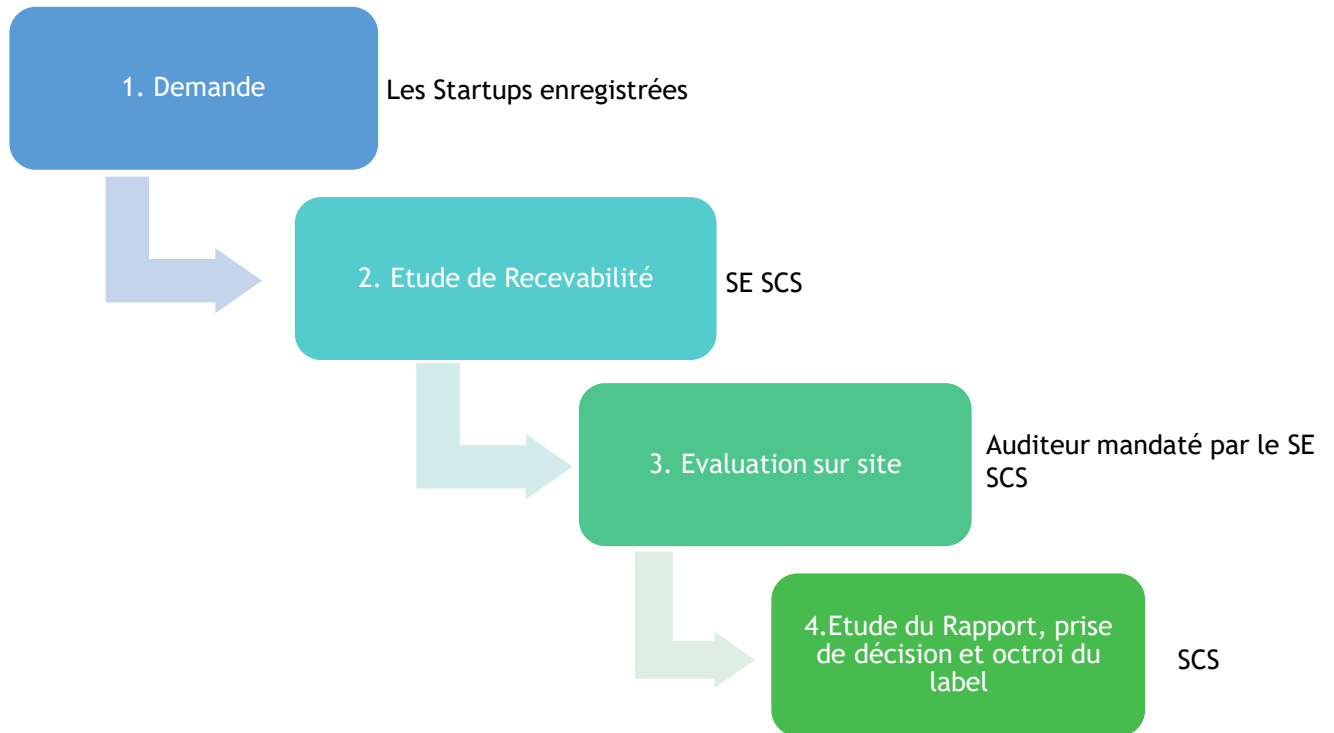 1. Demande
Les Startups enregistrées
2. Etude de Recevabilité
SE SCS
3. Evaluation sur site
Auditeur mandaté par le SE
SCS
4.Etude du Rapport, prise
de décision et octroi du
label
SCS